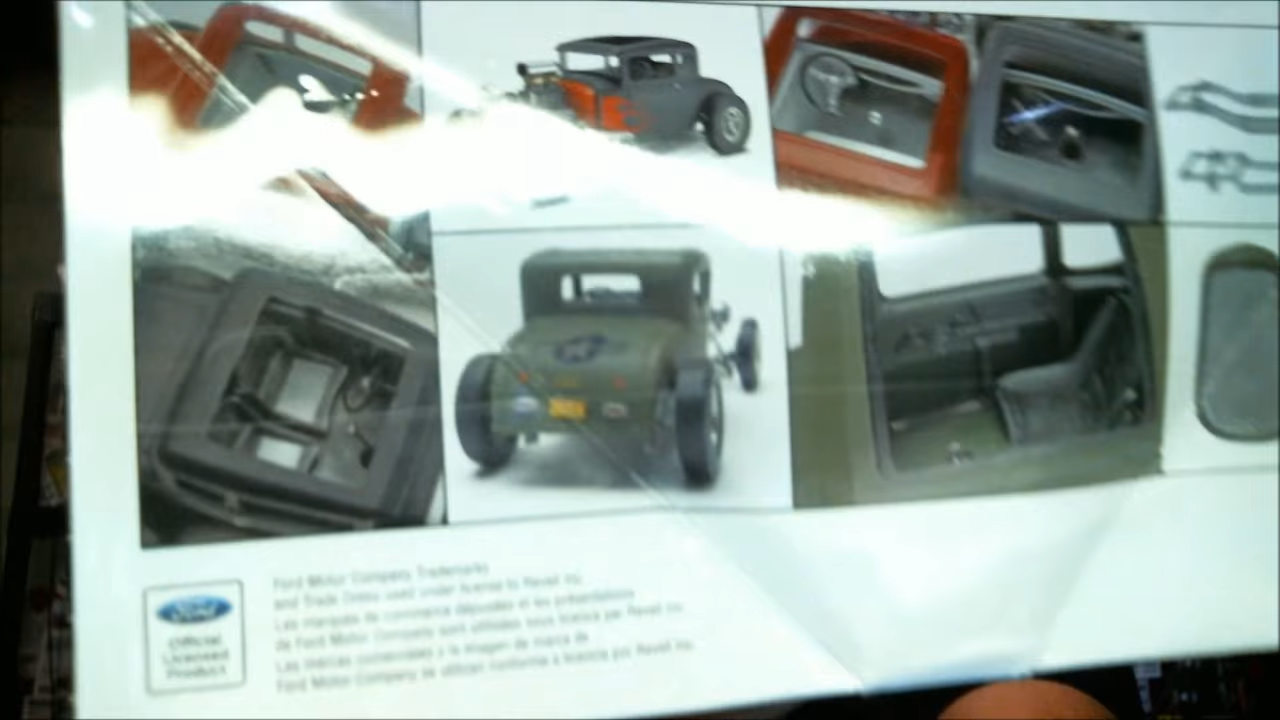 Ford
Official
Licensed
Product
Ford Motor Company Trademarks
and Trade Dress used under license to Revell Inc.
Les marques de commerce déposées et les présentations
de Ford Motor Company sont utilisées sous licence par Revell Inc.
Las marcas comerciales y la imagen de marca de
Ford Motor Company se utilizan conforme a licencia por Revell Inc.